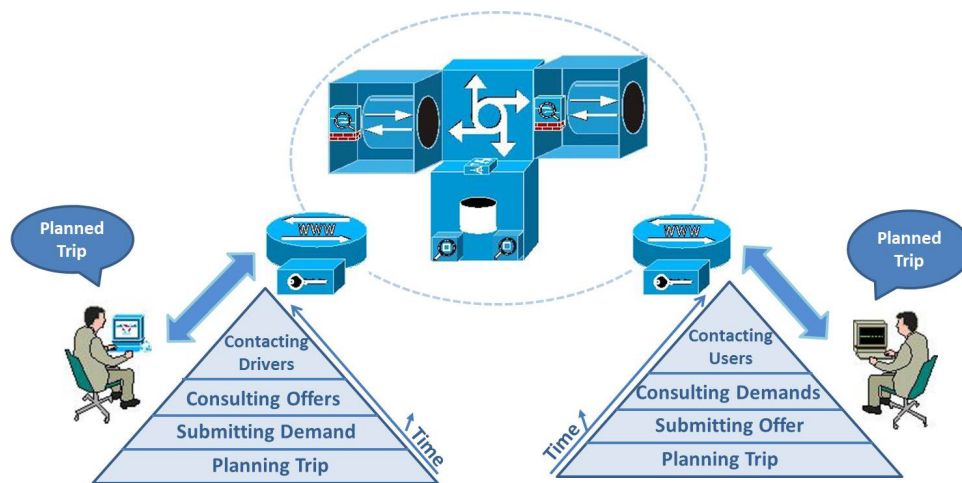 WWW
WWW
Planned
Trip
Planned
Trip
Contacting
Drivers
Consulting Offers
Submitting Demand
Planning Trip
Time
Contacting
Users
Consulting Demands
Submitting Offer
Planning Trip
Time